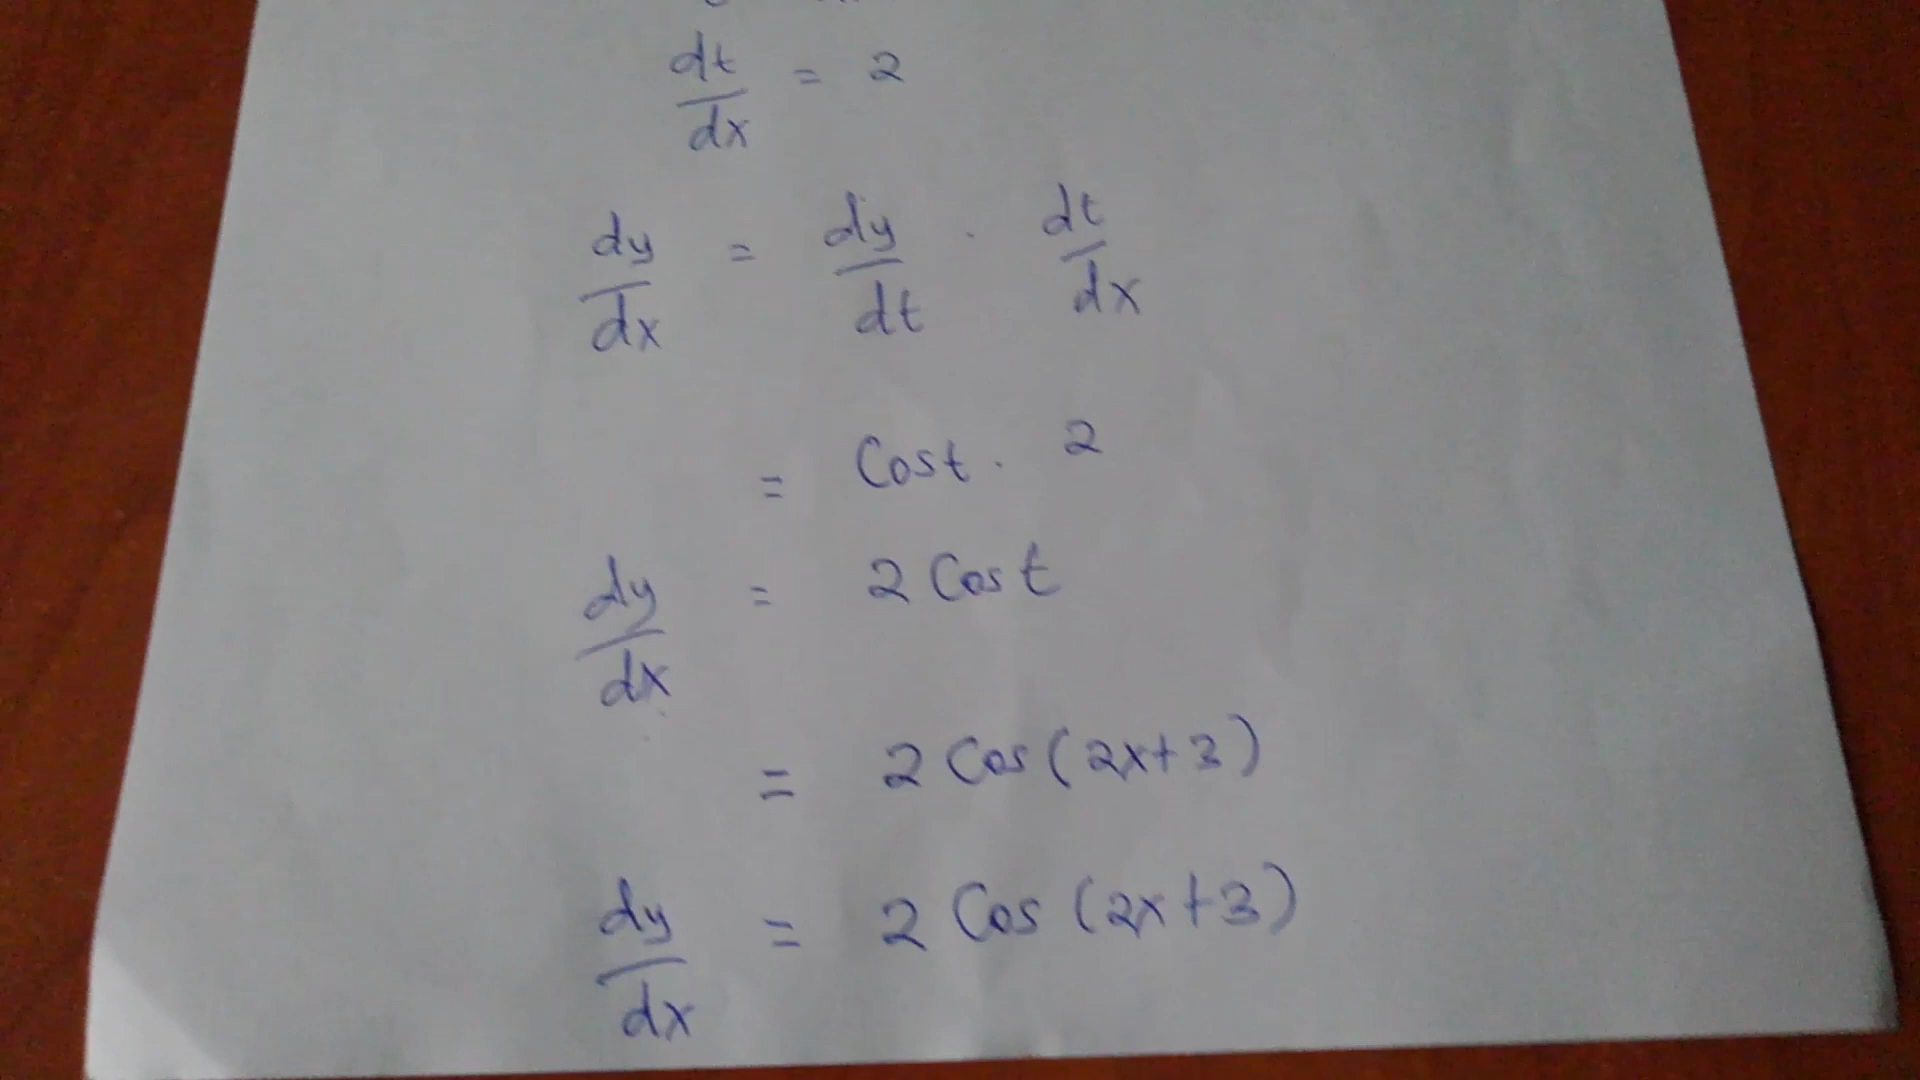 dt/dx = 2
dy/dx = dy/dt . dt/dx
= Cost . 2
dy/dx = 2 Cost
= 2 Cos(2x+3)
dy/dx = 2 Cos (2x+3)